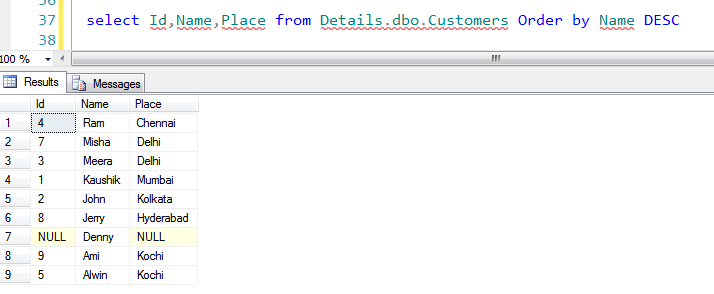 36
37 select Id,Name,Place from Details.dbo.Customers Order by Name DESC
38
100 %
Results Messages
Id Name Place
1 4 Ram Chennai
2 7 Misha Delhi
3 3 Meera Delhi
4 1 Kaushik Mumbai
5 2 John Kolkata
6 8 Jerry Hyderabad
7 NULL Denny NULL
8 9 Ami Kochi
9 5 Alwin Kochi